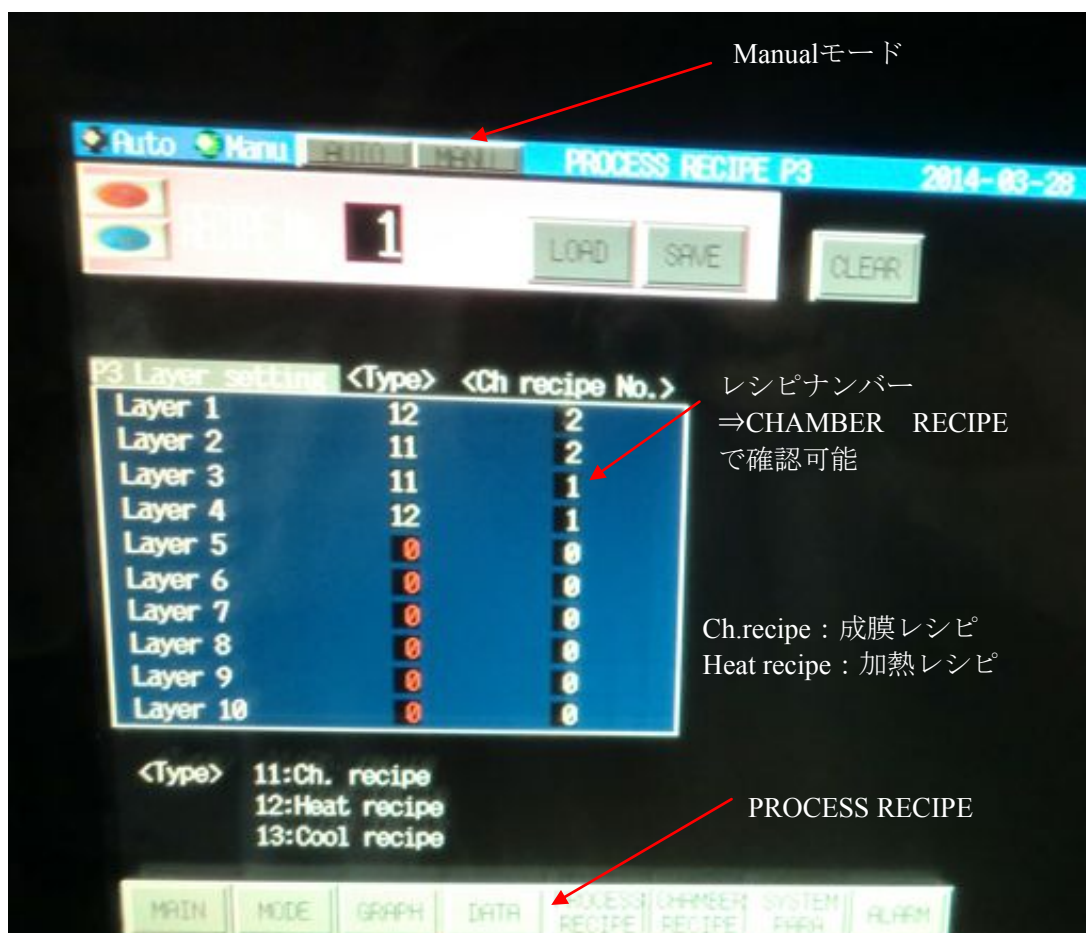 Manualモード
Auto Manu AUTO MANU PROCESS RECIPE P3 2014-03-28
RECIPE No. 1 LOAD SAVE CLEAR
P3 Layer setting <Type> <Ch recipe No.>
Layer 1 12 2
Layer 2 11 2
Layer 3 11 1
Layer 4 12 1
Layer 5 0 0
Layer 6 0 0
Layer 7 0 0
Layer 8 0 0
Layer 9 0 0
Layer 10 0 0
レシピナンバー
⇒CHAMBER RECIPE
で確認可能
Ch.recipe：成膜レシピ
Heat recipe：加熱レシピ
<Type> 11:Ch. recipe
12:Heat recipe
13:Cool recipe
PROCESS RECIPE
MAIN MODE GRAPH DATA PROCESS RECIPE CHAMBER RECIPE SYSTEM PARA ALARM